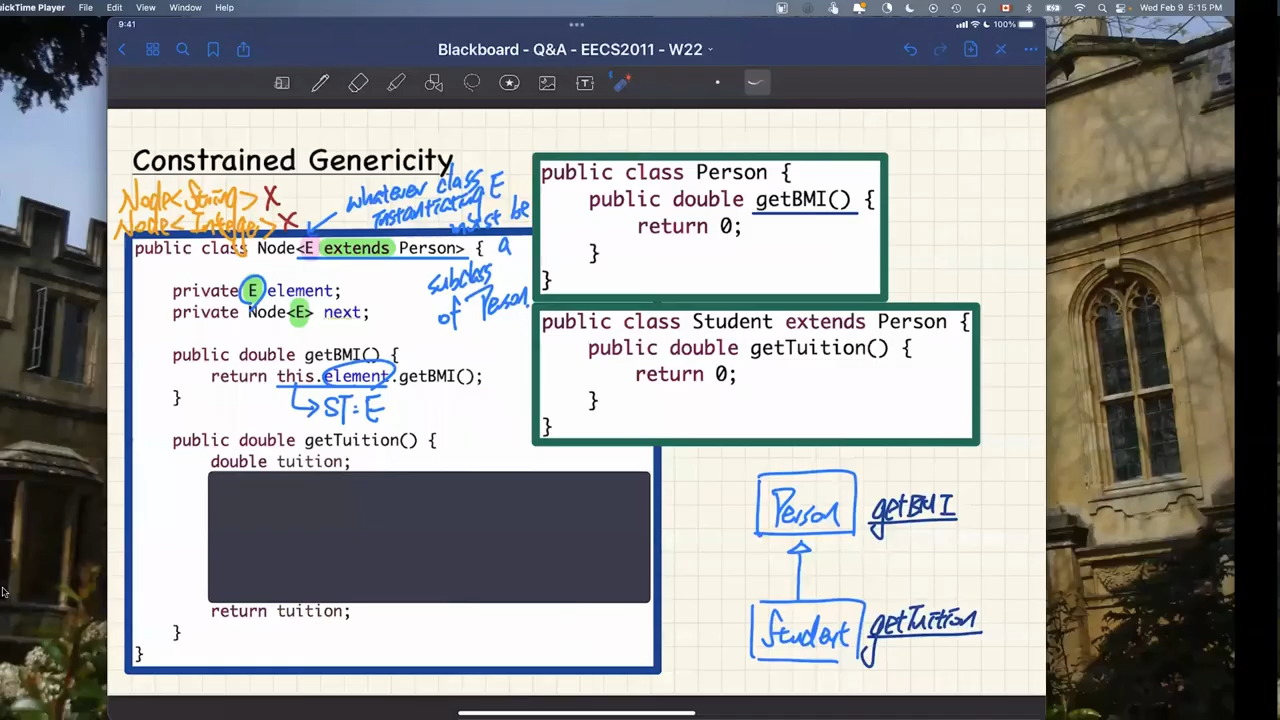 uickTime Player File Edit View Window Help Wed Feb 9 5:15 PM
9:41 100%
Blackboard - Q&A - EECS2011 - W22
Constrained Genericity
Node<String> X
Node<Integer> X
whatever class
instantiating E
must be
a
subclass
of Person.
public class Node<E extends Person> {
private E element;
private Node<E> next;
public double getBMI() {
return this.element.getBMI();
}
ST: E
public double getTuition() {
double tuition;
return tuition;
}
}
public class Person {
public double getBMI() {
return 0;
}
}
public class Student extends Person {
public double getTuition() {
return 0;
}
}
Person getBMI
Student getTuition